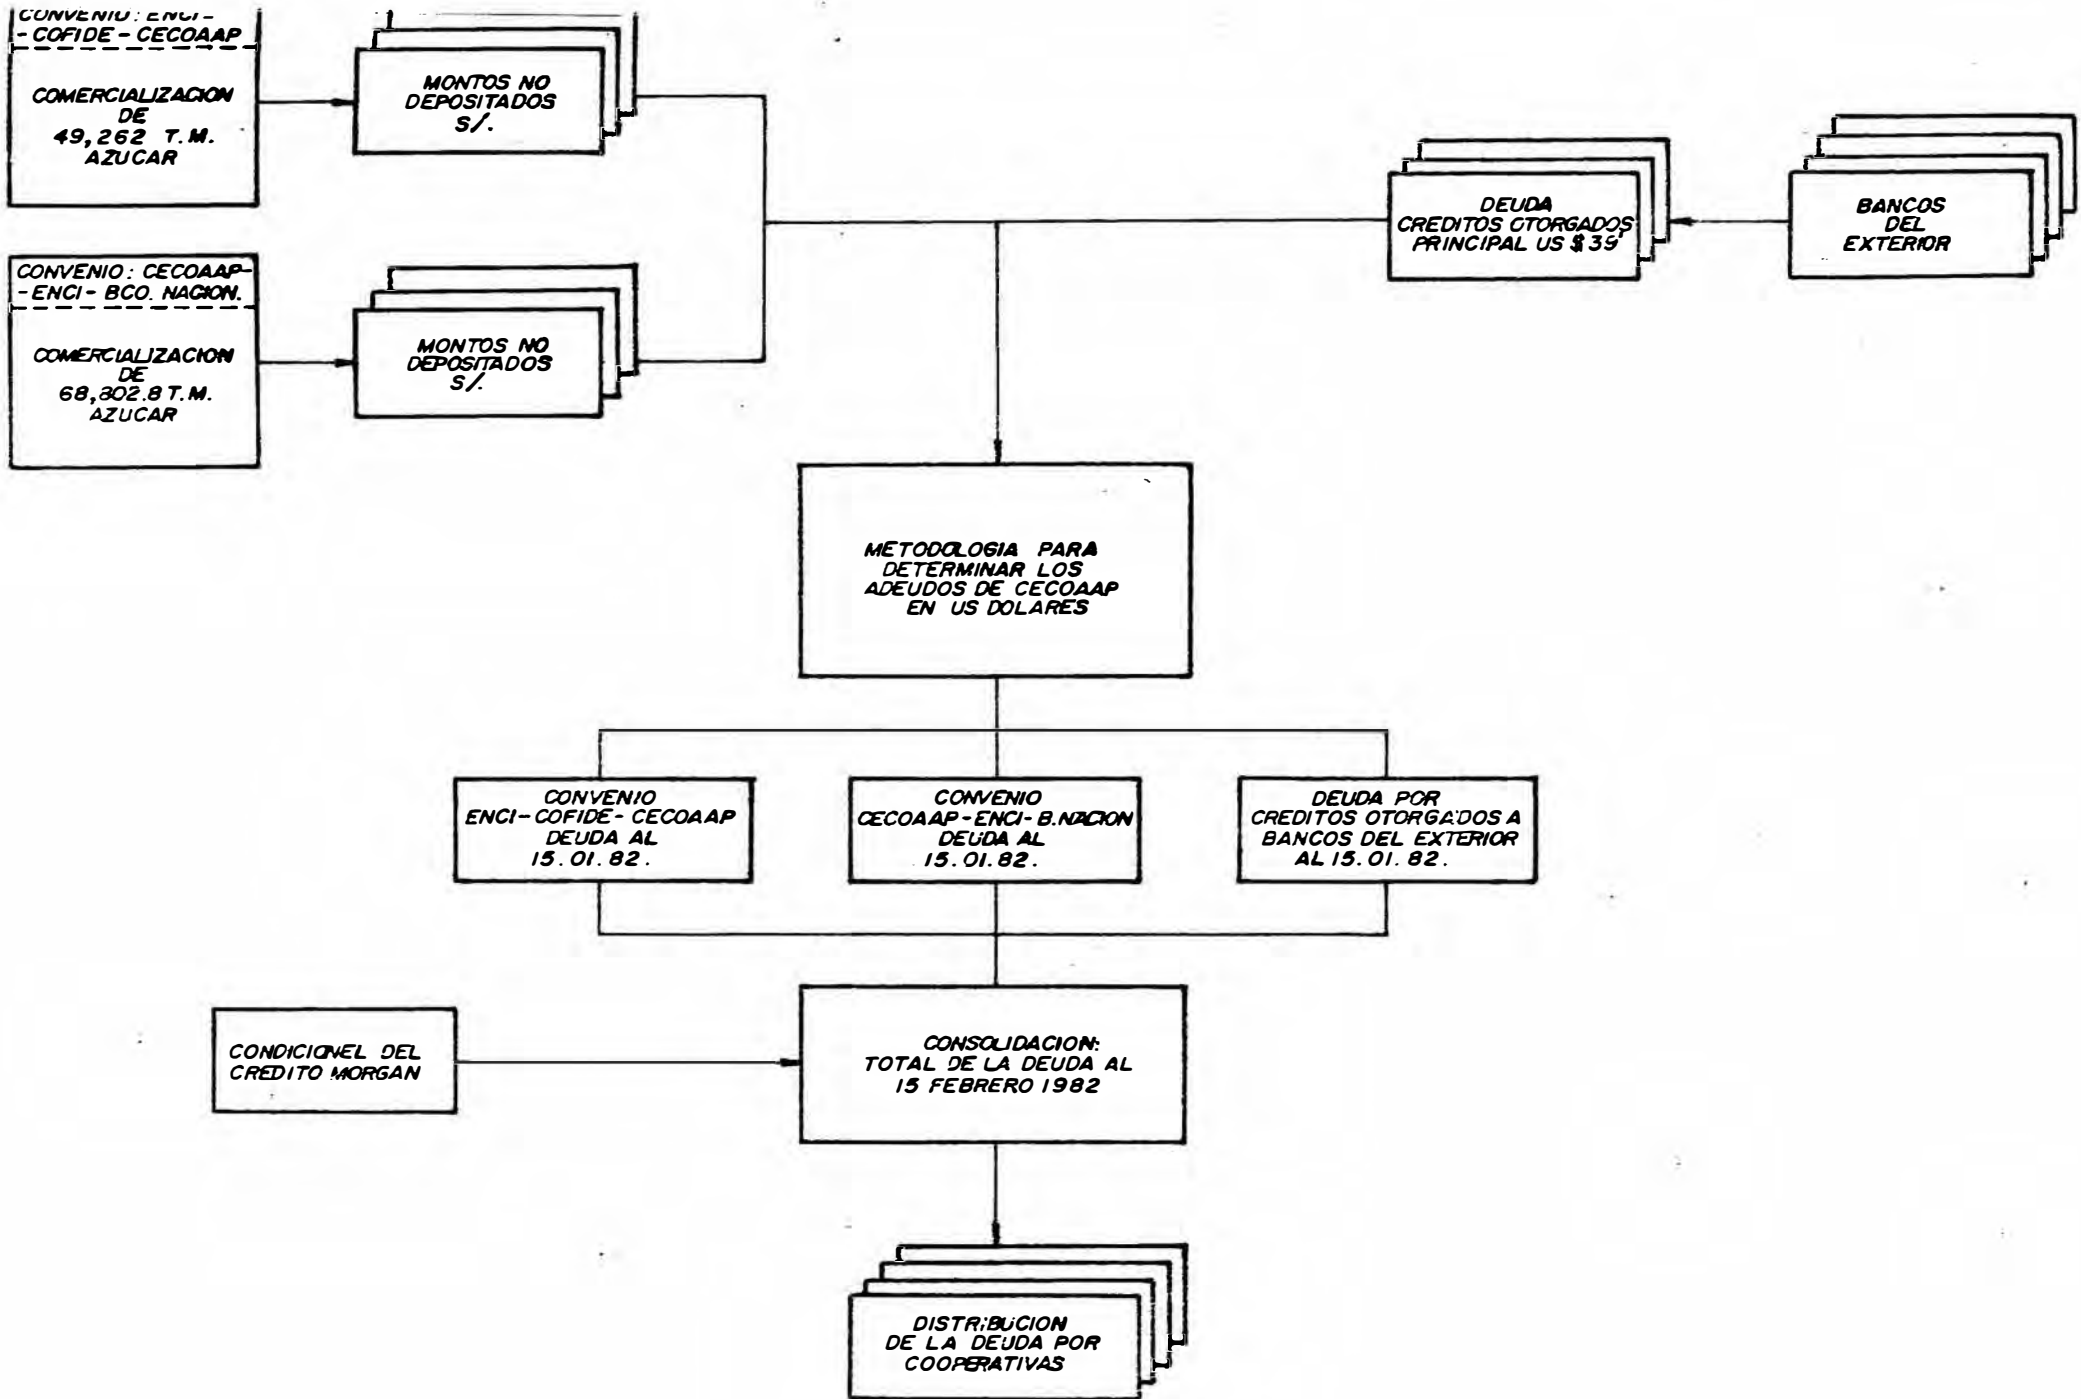 CONVENIO: ENCI-
- COFIDE - CECOAAP
COMERCIALIZACION
DE
49,262 T.M.
AZUCAR
MONTOS NO
DEPOSITADOS
S/.
DEUDA
CREDITOS OTORGADOS
PRINCIPAL US $ 39'
BANCOS
DEL
EXTERIOR
CONVENIO: CECOAAP-
- ENCI - BCO. NACION.
COMERCIALIZACION
DE
68,302.8 T.M.
AZUCAR
MONTOS NO
DEPOSITADOS
S/.
METODOLOGIA PARA
DETERMINAR LOS
ADEUDOS DE CECOAAP
EN US DOLARES
CONVENIO
ENCI - COFIDE - CECOAAP
DEUDA AL
15.01.82.
CONVENIO
CECOAAP - ENCI - B.NACION
DEUDA AL
15.01.82.
DEUDA POR
CREDITOS OTORGADOS A
BANCOS DEL EXTERIOR
AL 15.01.82.
CONDICIONEL DEL
CREDITO MORGAN
CONSOLIDACION:
TOTAL DE LA DEUDA AL
15 FEBRERO 1982
DISTRIBUCION
DE LA DEUDA POR
COOPERATIVAS